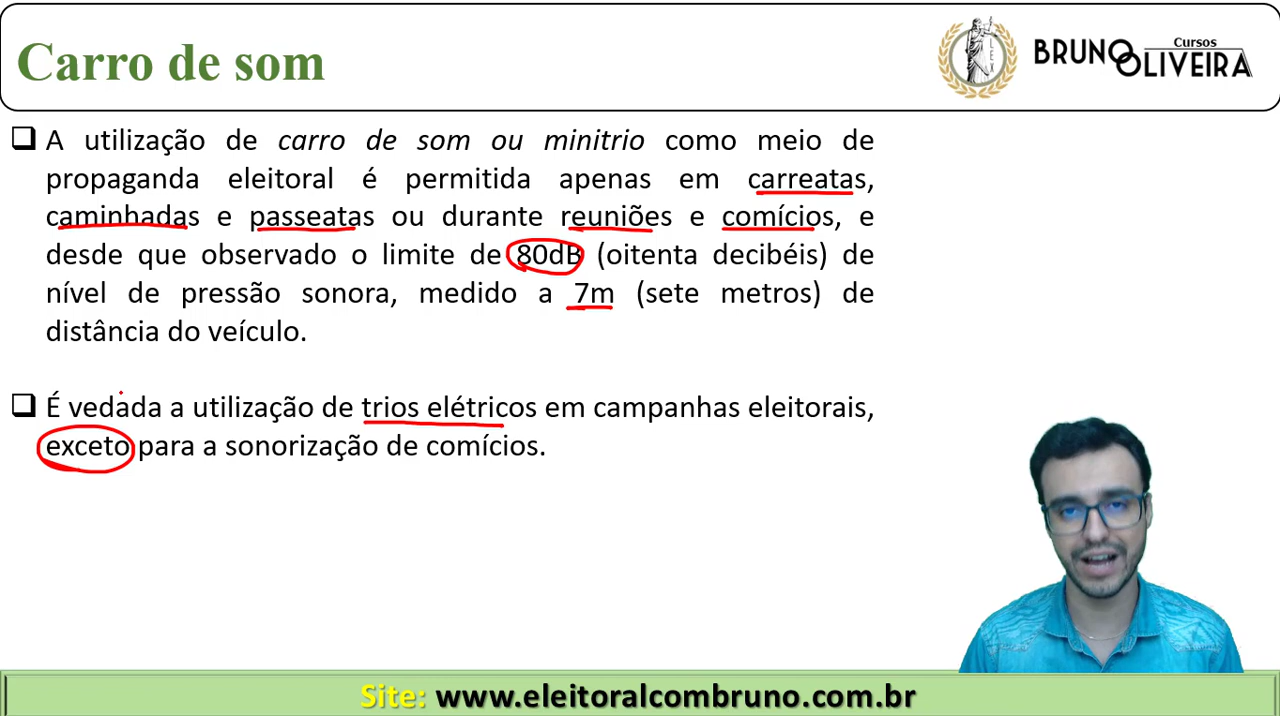 Carro de som
Cursos
BRUNO OLIVEIRA
LEX
❑ A utilização de carro de som ou minitrio como meio de
propaganda eleitoral é permitida apenas em carreatas,
caminhadas e passeatas ou durante reuniões e comícios, e
desde que observado o limite de 80dB (oitenta decibéis) de
nível de pressão sonora, medido a 7m (sete metros) de
distância do veículo.
❑ É vedada a utilização de trios elétricos em campanhas eleitorais,
exceto para a sonorização de comícios.
Site: www.eleitoralcombruno.com.br